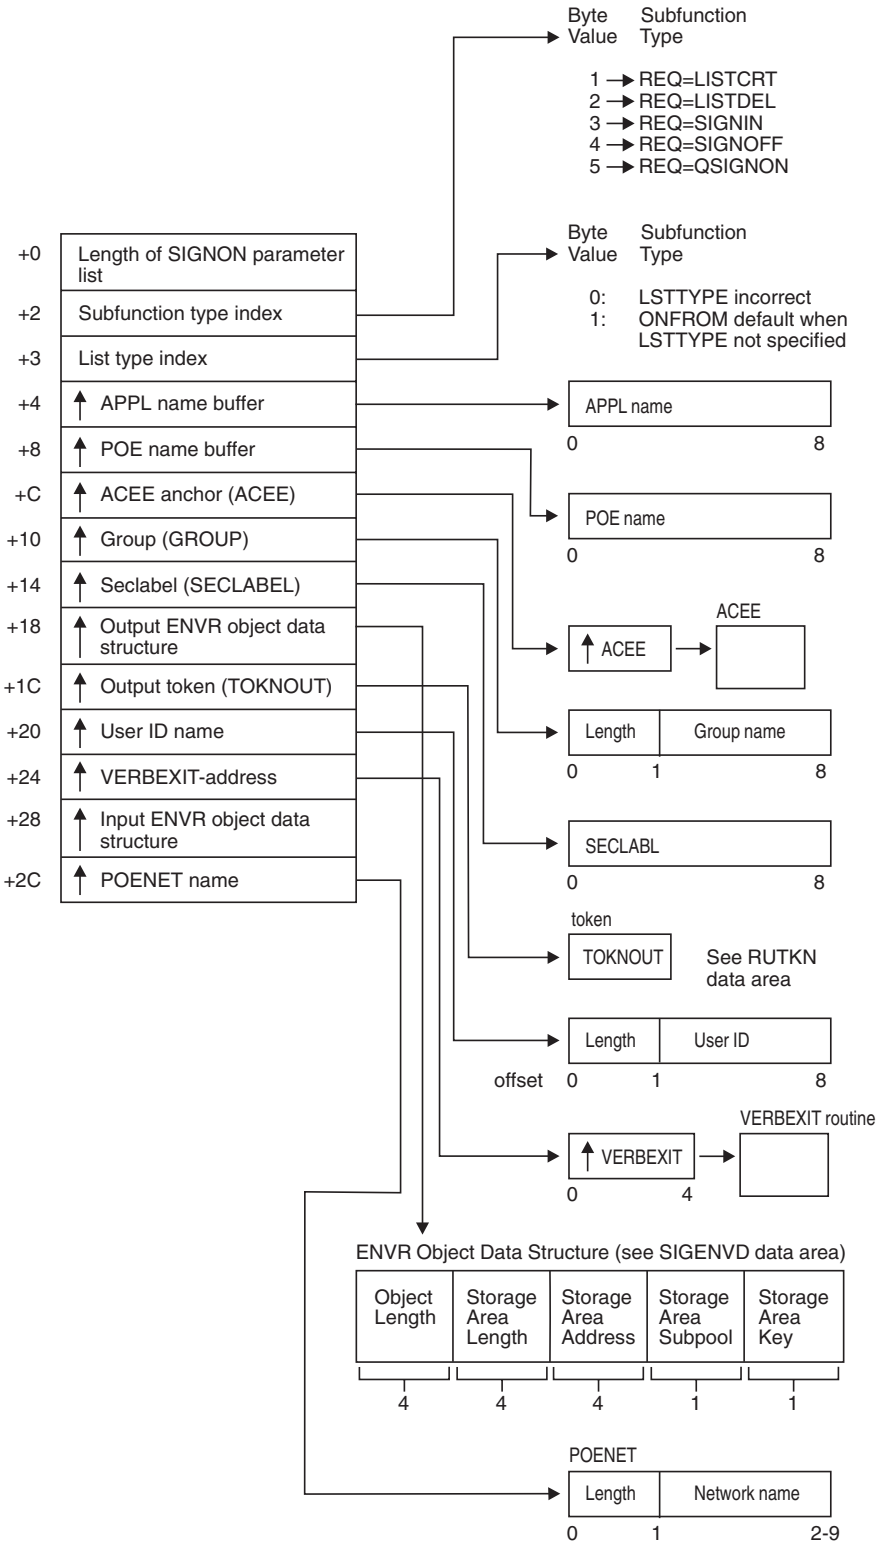 Byte Subfunction
Value Type
1 → REQ=LISTCRT
2 → REQ=LISTDEL
3 → REQ=SIGNIN
4 → REQ=SIGNOFF
5 → REQ=QSIGNON
Byte Subfunction
Value Type
0: LSTTYPE incorrect
1: ONFROM default when
LSTTYPE not specified
+0 Length of SIGNON parameter
list
+2 Subfunction type index
+3 List type index
+4 ↑ APPL name buffer
+8 ↑ POE name buffer
+C ↑ ACEE anchor (ACEE)
+10 ↑ Group (GROUP)
+14 ↑ Seclabel (SECLABEL)
+18 ↑ Output ENVR object data
structure
+1C ↑ Output token (TOKNOUT)
+20 ↑ User ID name
+24 ↑ VERBEXIT-address
+28 ↑ Input ENVR object data
structure
+2C ↑ POENET name
APPL name
0 8
POE name
0 8
ACEE
↑ ACEE
Length Group name
0 1 8
SECLABL
0 8
token
TOKNOUT See RUTKN
data area
Length User ID
offset 0 1 8
VERBEXIT routine
↑ VERBEXIT
0 4
ENVR Object Data Structure (see SIGENVD data area)
Object Storage Storage Storage Storage
Length Area Area Area Area
Length Address Subpool Key
4 4 4 1 1
POENET
Length Network name
0 1 2-9